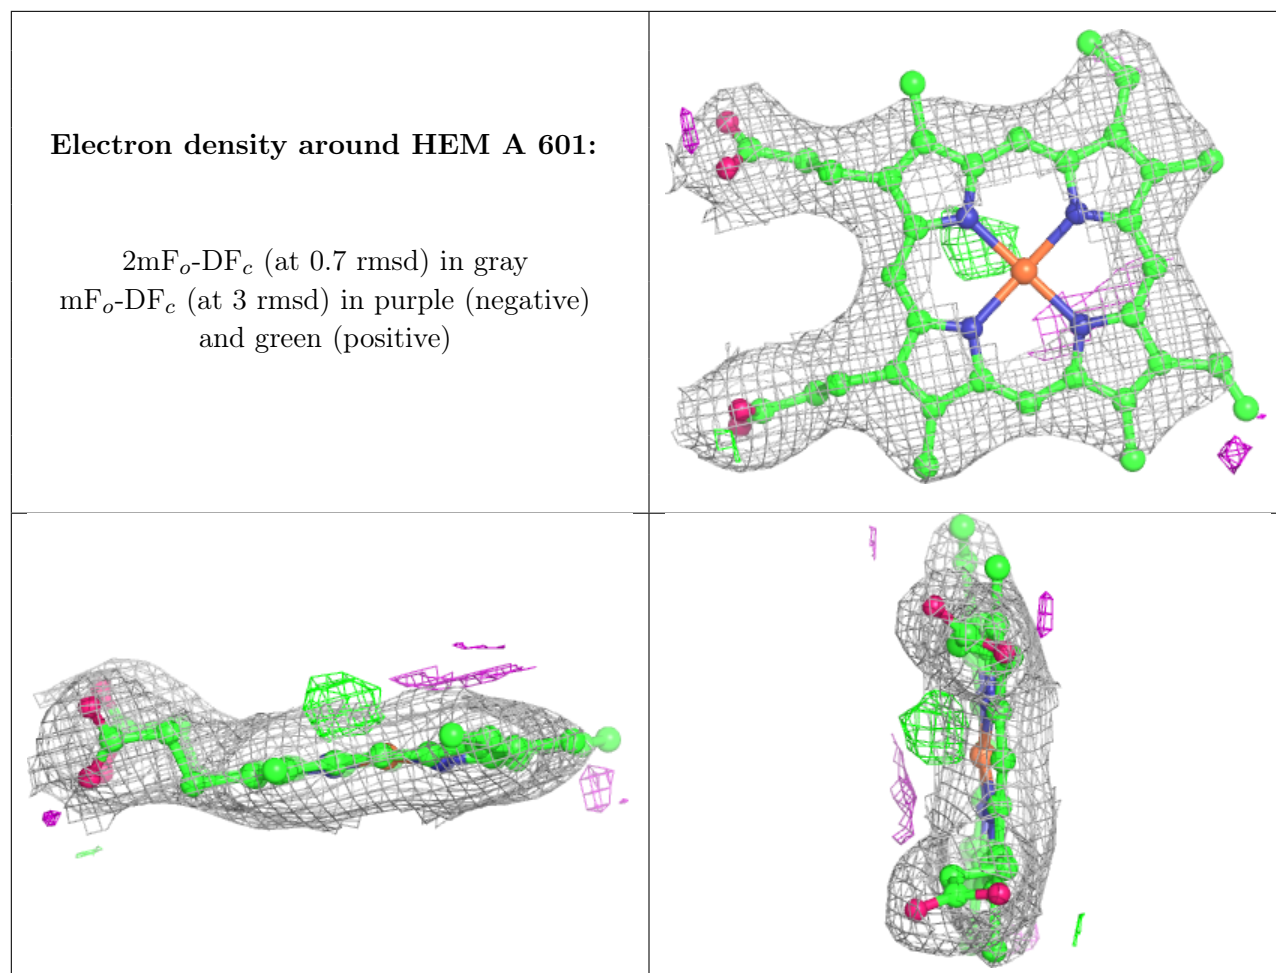 Electron density around HEM A 601:
2mFₒ-DF𝒸 (at 0.7 rmsd) in gray
mFₒ-DF𝒸 (at 3 rmsd) in purple (negative)
and green (positive)